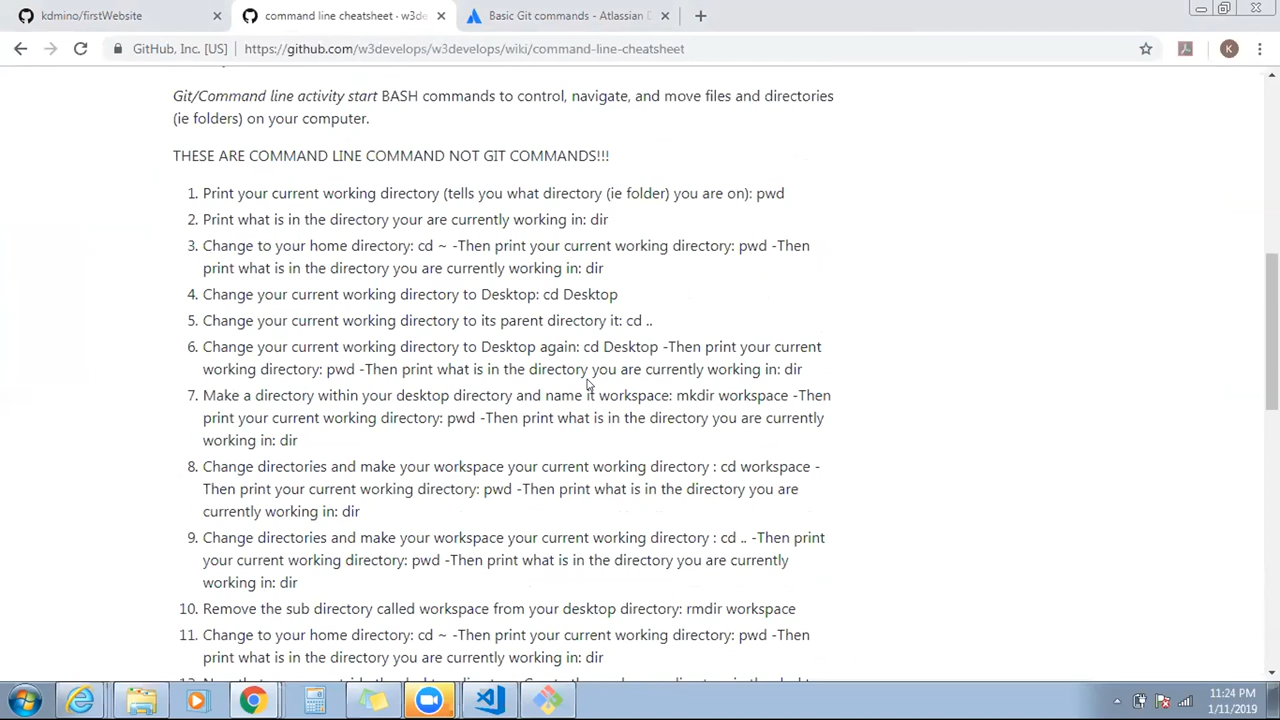 kdmino/firstWebsite
command line cheatsheet · w3de
Basic Git commands - Atlassian D
GitHub, Inc. [US]
https://github.com/w3develops/w3develops/wiki/command-line-cheatsheet
K
Git/Command line activity start BASH commands to control, navigate, and move files and directories
(ie folders) on your computer.
THESE ARE COMMAND LINE COMMAND NOT GIT COMMANDS!!!
1. Print your current working directory (tells you what directory (ie folder) you are on): pwd
2. Print what is in the directory your are currently working in: dir
3. Change to your home directory: cd ~ -Then print your current working directory: pwd -Then
print what is in the directory you are currently working in: dir
4. Change your current working directory to Desktop: cd Desktop
5. Change your current working directory to its parent directory it: cd ..
6. Change your current working directory to Desktop again: cd Desktop -Then print your current
working directory: pwd -Then print what is in the directory you are currently working in: dir
7. Make a directory within your desktop directory and name it workspace: mkdir workspace -Then
print your current working directory: pwd -Then print what is in the directory you are currently
working in: dir
8. Change directories and make your workspace your current working directory : cd workspace -
Then print your current working directory: pwd -Then print what is in the directory you are
currently working in: dir
9. Change directories and make your workspace your current working directory : cd .. -Then print
your current working directory: pwd -Then print what is in the directory you are currently
working in: dir
10. Remove the sub directory called workspace from your desktop directory: rmdir workspace
11. Change to your home directory: cd ~ -Then print your current working directory: pwd -Then
print what is in the directory you are currently working in: dir
11:24 PM
1/11/2019